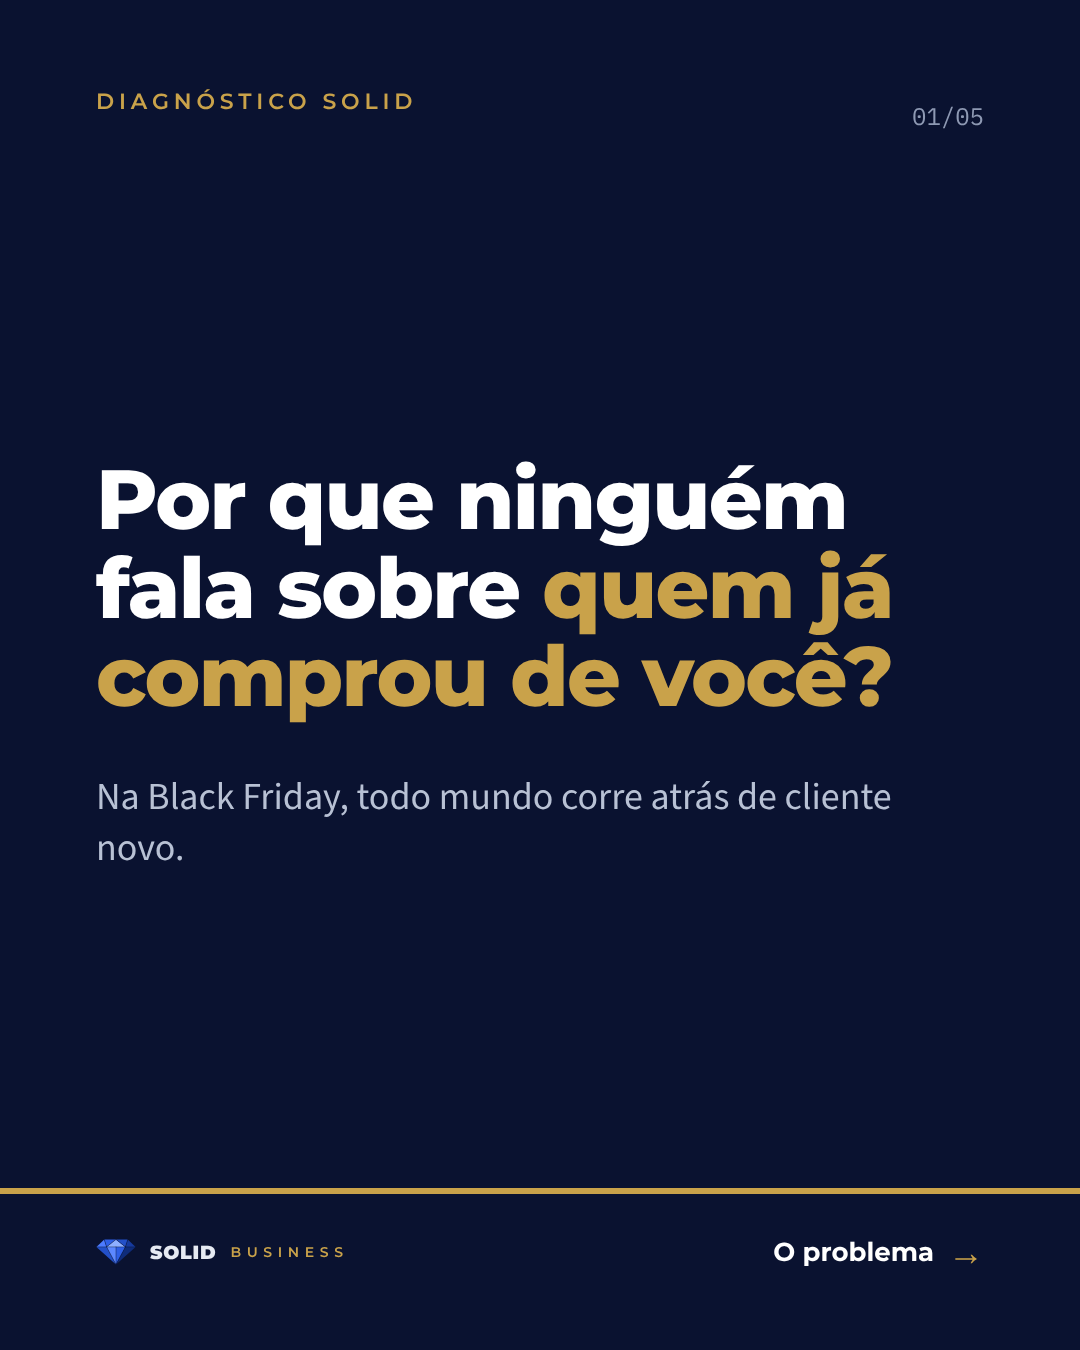 DIAGNÓSTICO SOLID
01/05
Por que ninguém
fala sobre quem já
comprou de você?
Na Black Friday, todo mundo corre atrás de cliente
novo.
SOLID BUSINESS
O problema →